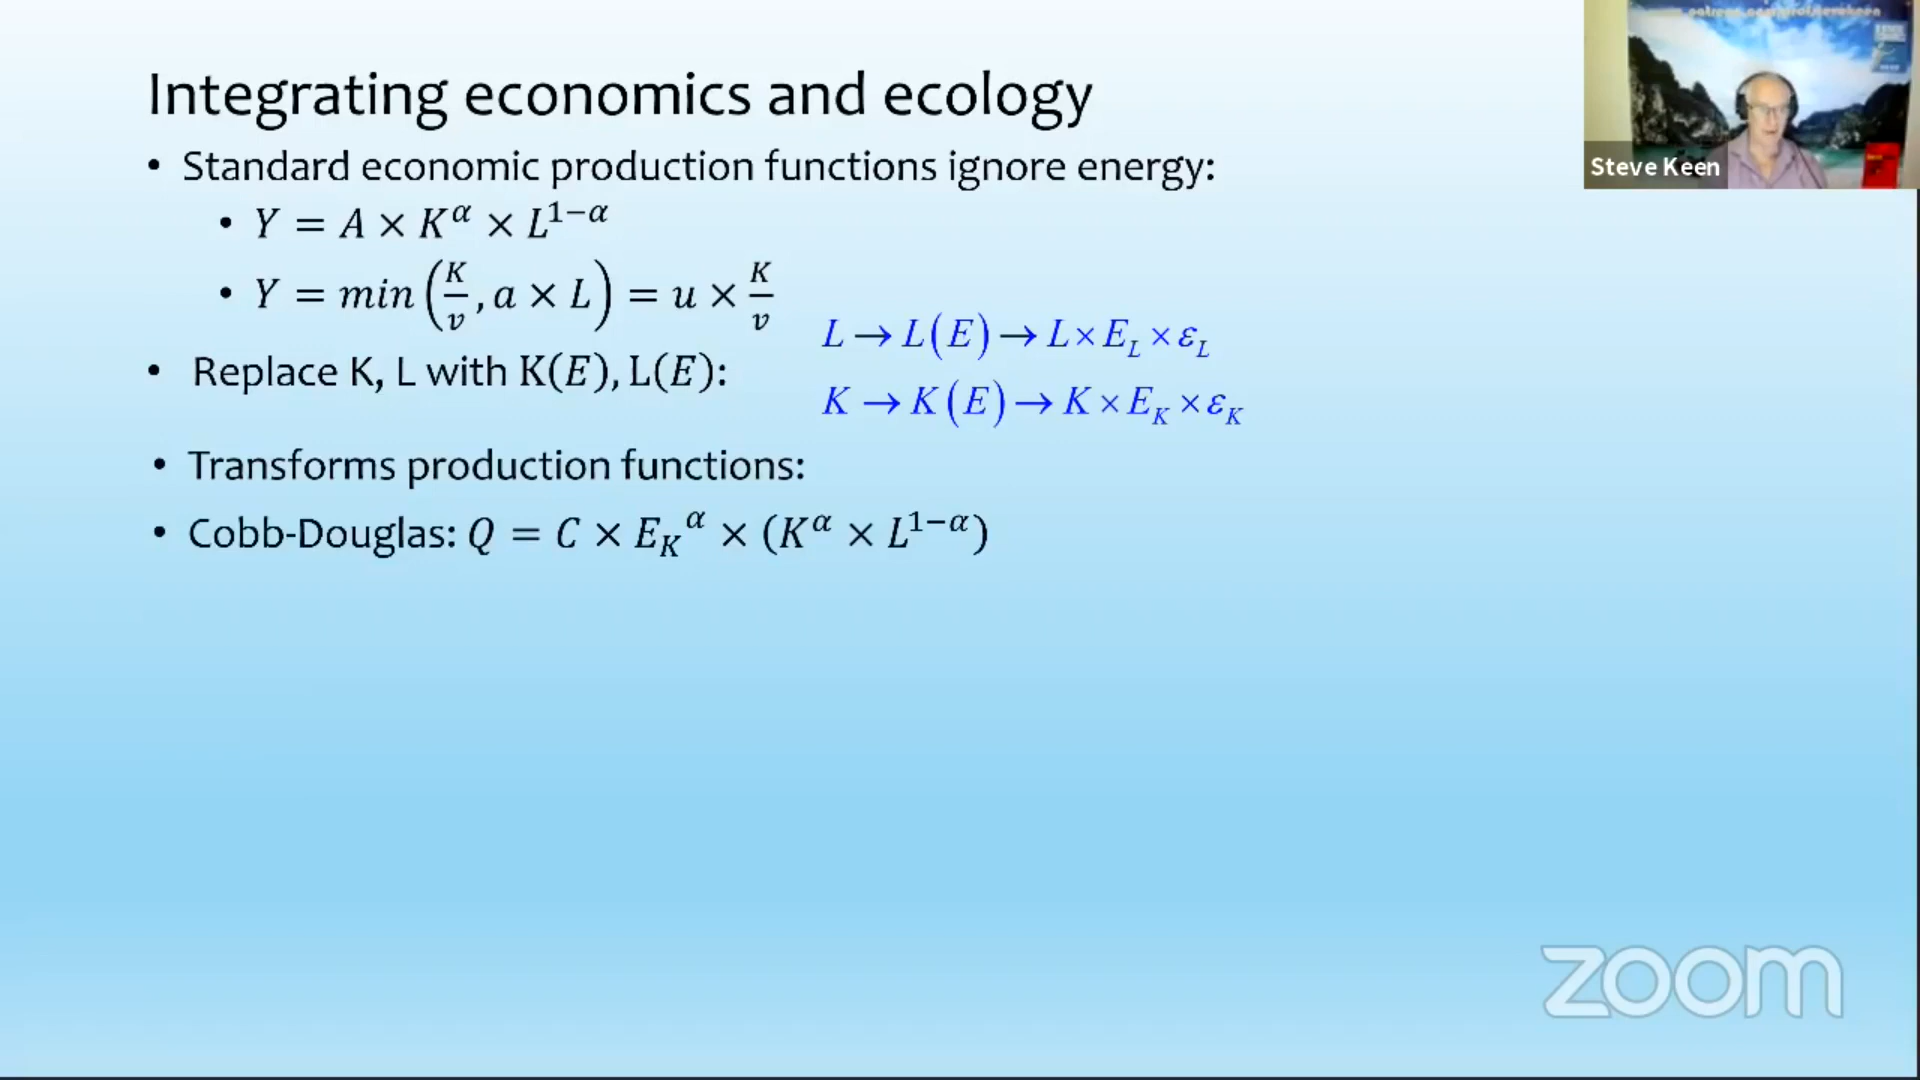 Integrating economics and ecology
• Standard economic production functions ignore energy:
• Y = A × K^α × L^{1−α}
• Y = min(K/v, a × L) = u × K/v
L → L(E) → L × E_L × ε_L
• Replace K, L with K(E), L(E):
K → K(E) → K × E_K × ε_K
• Transforms production functions:
• Cobb-Douglas: Q = C × E_K^α × (K^α × L^{1−α})
Steve Keen
zoom